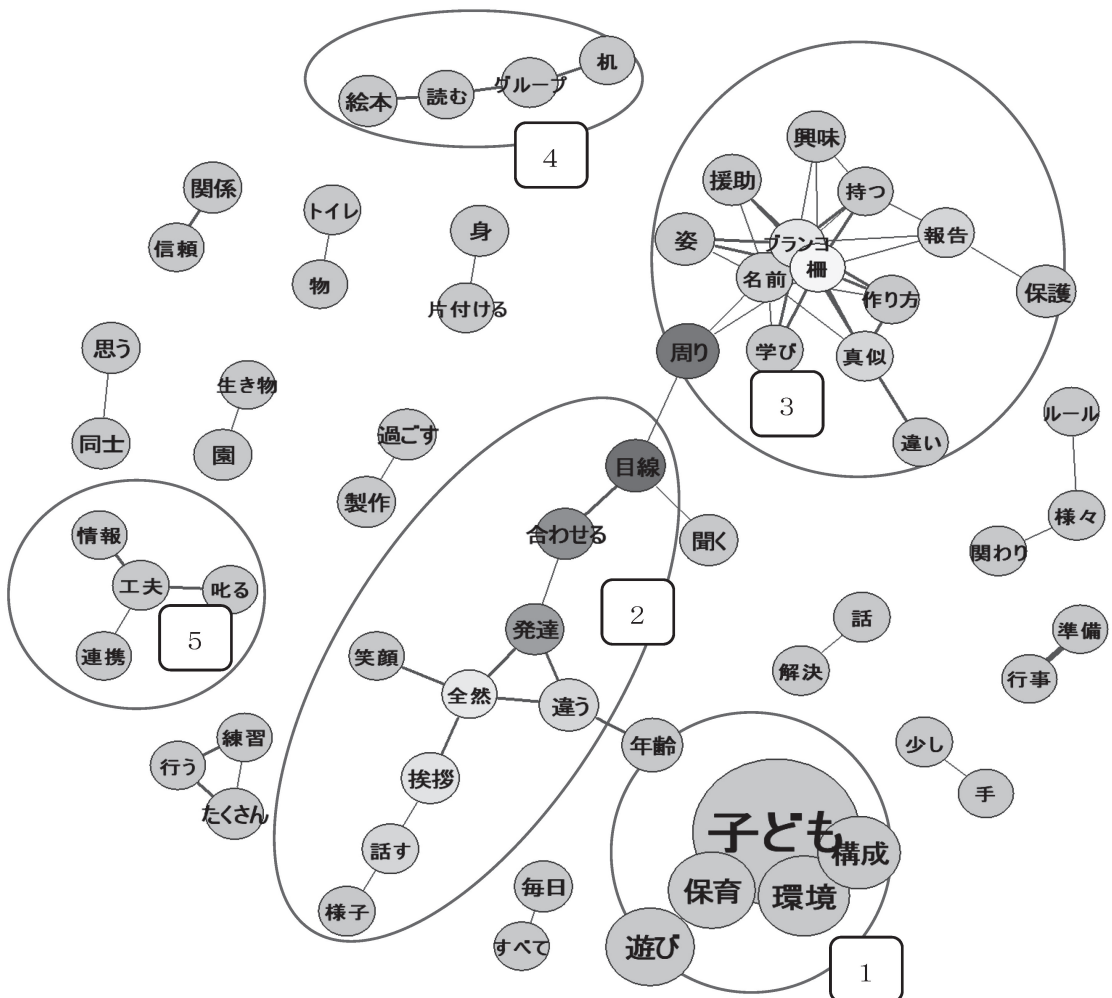 机
グループ
読む
絵本
4
興味
援助
持つ
関係
トイレ
身
姿
ブランコ
報告
信頼
柵
名前
物
片付ける
作り方
保護
思う
周り
学び
真似
生き物
3
ルール
同士
園
過ごす
違い
目線
製作
様々
情報
合わせる
聞く
関わり
工夫
叱る
5
連携
2
発達
話
準備
笑顔
解決
行事
全然
違う
練習
年齢
少し
行う
挨拶
手
たくさん
子ども
構成
話す
保育
環境
毎日
様子
すべて
遊び
1